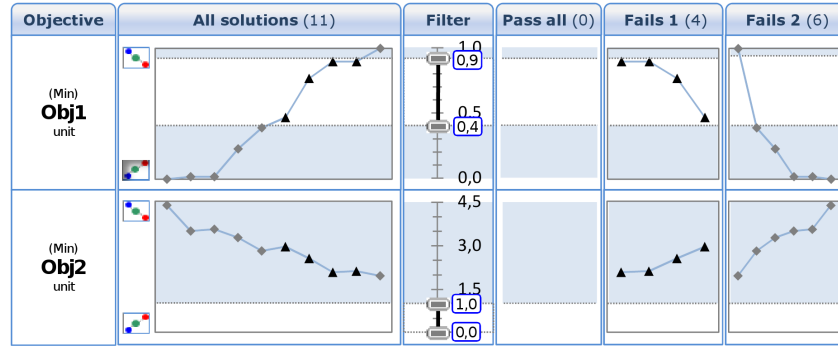 Objective
All solutions (11)
Filter
Pass all (0)
Fails 1 (4)
Fails 2 (6)
(Min)
Obj1
unit
1,0
0,9
0,5
0,4
0,0
(Min)
Obj2
unit
4,5
3,0
1,5
1,0
0,0